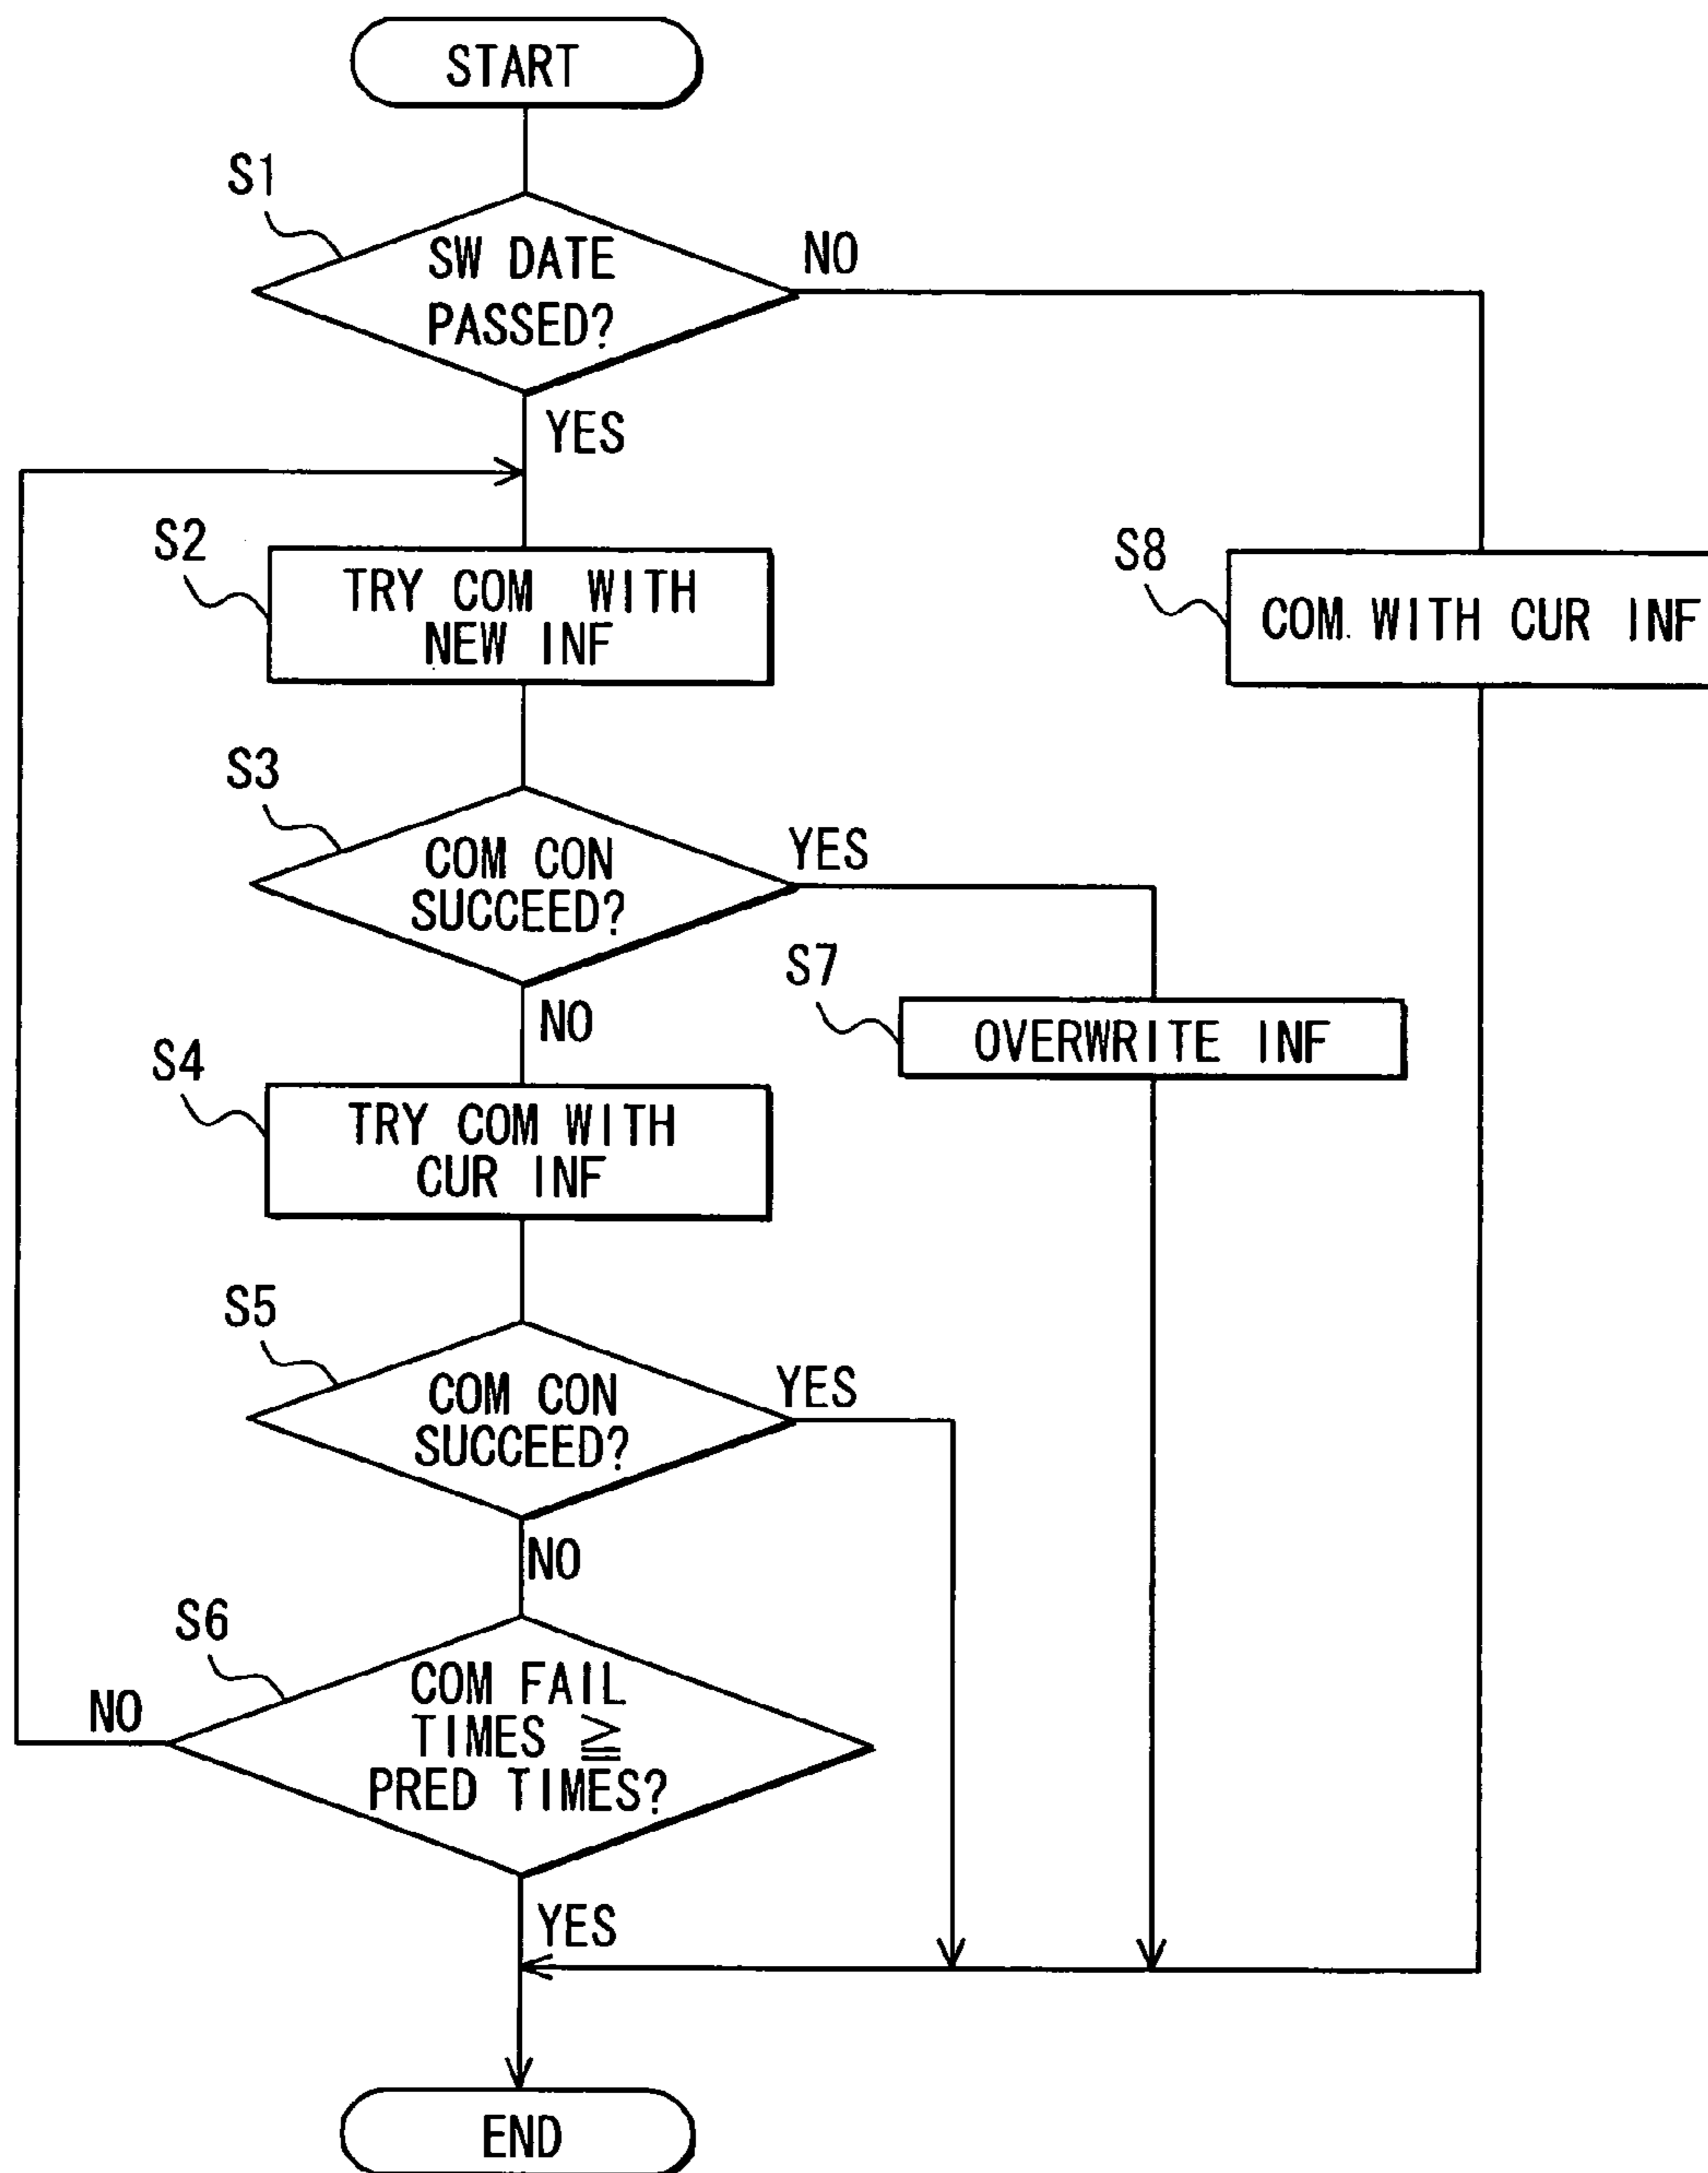 START
S1
SW DATE
PASSED?
NO
YES
S2
TRY COM WITH
NEW INF
S8
COM. WITH CUR INF
S3
COM CON
SUCCEED?
YES
NO
S7
OVERWRITE INF
S4
TRY COM WITH
CUR INF
S5
COM CON
SUCCEED?
YES
NO
S6
COM FAIL
TIMES ≧
PRED TIMES?
NO
YES
END